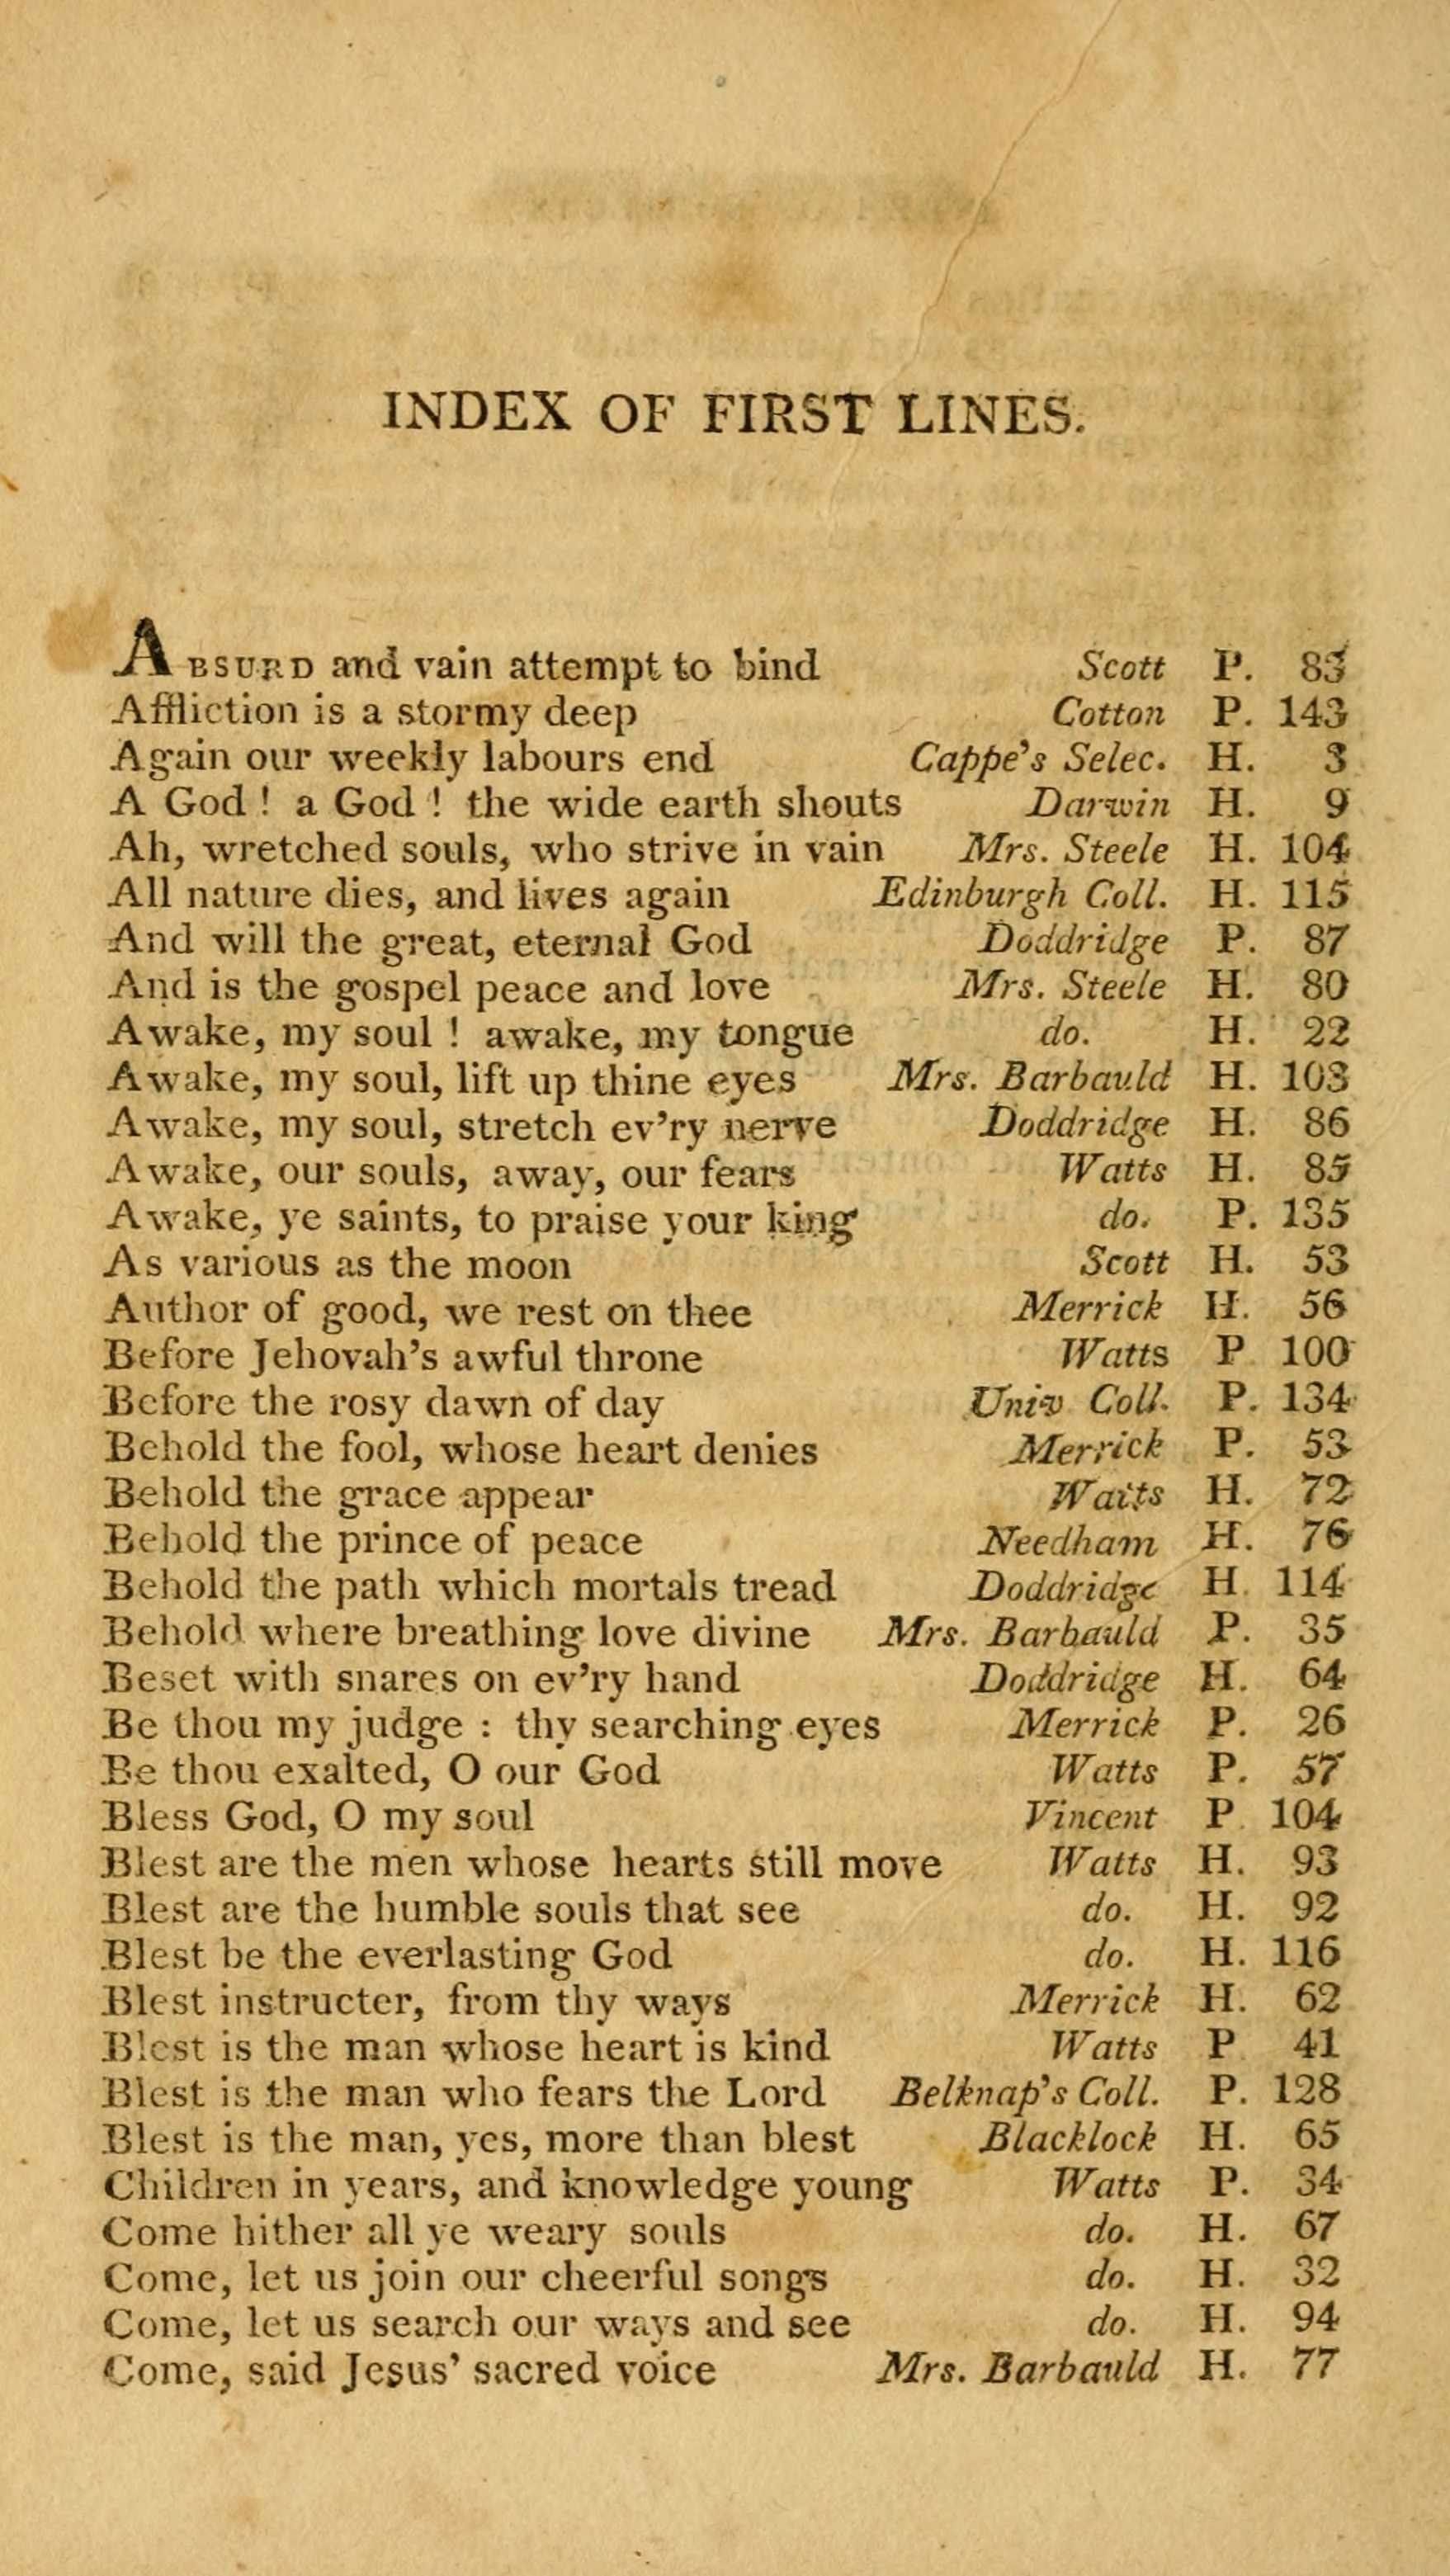 INDEX OF FIRST LINES.
ABSURD and vain attempt to bind Scott P. 83
Affliction is a stormy deep Cotton P. 143
Again our weekly labours end Cappe's Selec. H. 3
A God ! a God ! the wide earth shouts Darwin H. 9
Ah, wretched souls, who strive in vain Mrs. Steele H. 104
All nature dies, and lives again Edinburgh Coll. H. 115
And will the great, eternal God Doddridge P. 87
And is the gospel peace and love Mrs. Steele H. 80
Awake, my soul ! awake, my tongue do. H. 22
Awake, my soul, lift up thine eyes Mrs. Barbauld H. 103
Awake, my soul, stretch ev'ry nerve Doddridge H. 86
Awake, our souls, away, our fears Watts H. 85
Awake, ye saints, to praise your king do. P. 135
As various as the moon Scott H. 53
Author of good, we rest on thee Merrick H. 56
Before Jehovah's awful throne Watts P 100
Before the rosy dawn of day Univ Coll. P. 134
Behold the fool, whose heart denies Merrick P. 53
Behold the grace appear Watts H. 72
Behold the prince of peace Needham H. 76
Behold the path which mortals tread Doddridge H. 114
Behold where breathing love divine Mrs. Barbauld P. 35
Beset with snares on ev'ry hand Doddridge H. 64
Be thou my judge : thy searching eyes Merrick P. 26
Be thou exalted, O our God Watts P. 57
Bless God, O my soul Vincent P. 104
Blest are the men whose hearts still move Watts H. 93
Blest are the humble souls that see do. H. 92
Blest be the everlasting God do. H. 116
Blest instructer, from thy ways Merrick H. 62
Blest is the man whose heart is kind Watts P 41
Blest is the man who fears the Lord Belknap's Coll. P. 128
Blest is the man, yes, more than blest Blacklock H. 65
Children in years, and knowledge young Watts P. 34
Come hither all ye weary souls do. H. 67
Come, let us join our cheerful songs do. H. 32
Come, let us search our ways and see do. H. 94
Come, said Jesus' sacred voice Mrs. Barbauld H. 77